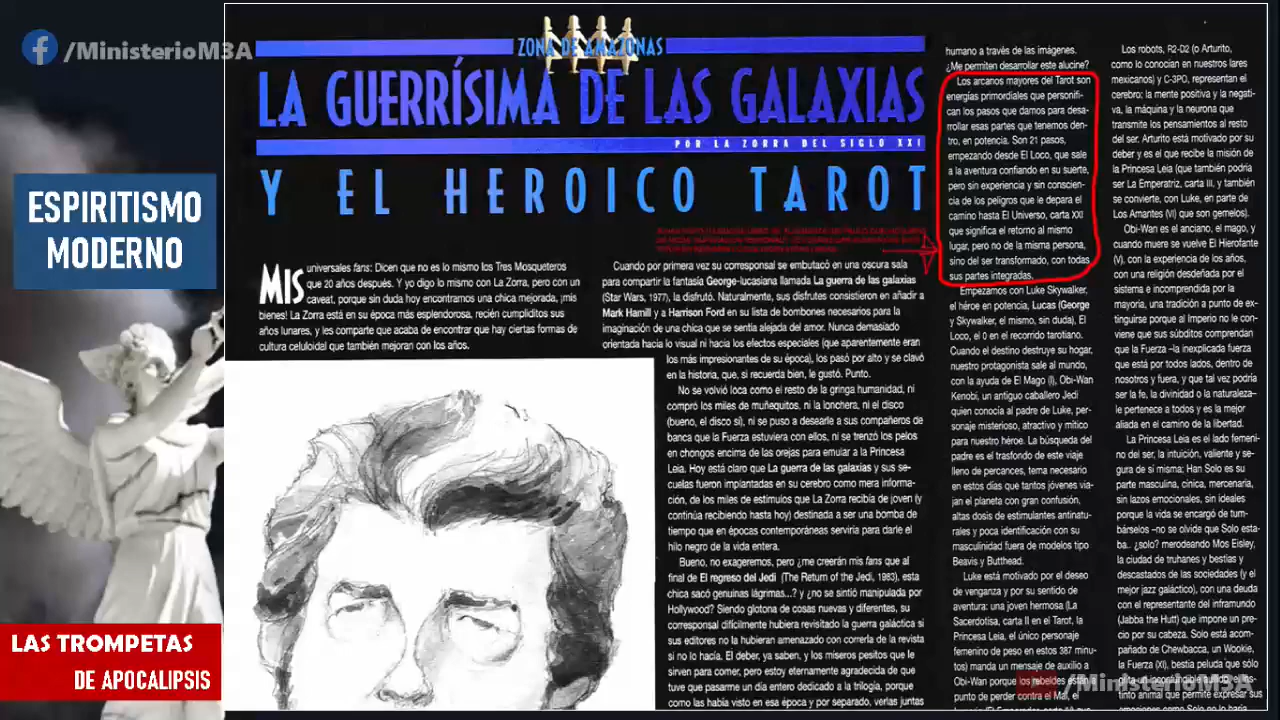 /MinisterioM3A
ESPIRITISMO
MODERNO
LAS TROMPETAS
DE APOCALIPSIS
ZONA DE AMAZONAS
LA GUERRÍSIMA DE LAS GALAXIAS
POR LA ZORRA DEL SIGLO XXI
Y EL HEROICO TAROT
MIS universales fans: Dicen que no es lo mismo los Tres Mosqueteros
que 20 años después. Y yo digo lo mismo con La Zorra, pero con un
caveat, porque sin duda hoy encontramos una chica mejorada, ¡mis
bienes! La Zorra está en su época más esplendorosa, recién cumpliditos sus
años lunares, y les comparte que acaba de encontrar que hay ciertas formas de
cultura celuloidal que también mejoran con los años.
Cuando por primera vez su corresponsal se embutacó en una oscura sala
para compartir la fantasía George-lucasiana llamada La guerra de las galaxias
(Star Wars, 1977), la disfrutó. Naturalmente, sus disfrutes consistieron en añadir a
Mark Hamill y a Harrison Ford en su lista de bombones necesarios para la
imaginación de una chica que se sentía alejada del amor. Nunca demasiado
orientada hacia lo visual ni hacia los efectos especiales (que aparentemente eran
los más impresionantes de su época), los pasó por alto y se clavó
en la historia, que, si recuerda bien, le gustó. Punto.
No se volvió loca como el resto de la gringa humanidad, ni
compró los miles de muñequitos, ni la lonchera, ni el disco
(bueno, el disco sí), ni se puso a desearle a sus compañeros de
banca que la Fuerza estuviera con ellos, ni se trenzó los pelos
en chongos encima de las orejas para emular a la Princesa
Leia. Hoy está claro que La guerra de las galaxias y sus se-
cuelas fueron implantadas en su cerebro como mera informa-
ción, de los miles de estímulos que La Zorra recibía de joven (y
continúa recibiendo hasta hoy) destinada a ser una bomba de
tiempo que en épocas contemporáneas serviría para darle el
hilo negro de la vida entera.
Bueno, no exageremos, pero ¿me creerán mis fans que al
final de El regreso del Jedi (The Return of the Jedi, 1983), esta
chica sacó genuinas lágrimas...? y ¿no se sintió manipulada por
Hollywood? Siendo glotona de cosas nuevas y diferentes, su
corresponsal difícilmente hubiera revisitado la guerra galáctica si
sus editores no la hubieran amenazado con correrla de la revista
si no lo hacía. El deber, ya saben, y los míseros pesitos que le
sirven para comer, pero estoy eternamente agradecida de que
tuve que pasarme un día entero dedicado a la trilogía, porque
como las había visto en esa época y por separado, verlas juntas
humano a través de las imágenes.
¿Me permiten desarrollar este alucine?
Los arcanos mayores del Tarot son
energías primordiales que personifi-
can los pasos que damos para desa-
rrollar esas partes que tenemos den-
tro, en potencia. Son 21 pasos,
empezando desde El Loco, que sale
a la aventura confiando en su suerte,
pero sin experiencia y sin conscien-
cia de los peligros que le depara el
camino hasta El Universo, carta XXI
que significa el retorno al mismo
lugar, pero no de la misma persona,
sino del ser transformado, con todas
sus partes integradas.
Empezamos con Luke Skywalker,
el héroe en potencia, Lucas (George
y Skywalker, el mismo, sin duda), El
Loco, el 0 en el recorrido tarotiano.
Cuando el destino destruye su hogar,
nuestro protagonista sale al mundo,
con la ayuda de El Mago (I), Obi-Wan
Kenobi, un antiguo caballero Jedi
quien conocía al padre de Luke, per-
sonaje misterioso, atractivo y mítico
para nuestro héroe. La búsqueda del
padre es el trasfondo de este viaje
lleno de percances, tema necesario
en estos días que tantos jóvenes via-
jan el planeta con gran confusión,
altas dosis de estimulantes antinatu-
rales y poca identificación con su
masculinidad fuera de modelos tipo
Beavis y Butthead.
Luke está motivado por el deseo
de venganza y por su sentido de
aventura: una joven hermosa (La
Sacerdotisa, carta II en el Tarot, la
Princesa Leia, el único personaje
femenino de peso en estos 387 minu-
tos) manda un mensaje de auxilio a
Obi-Wan porque los rebeldes están
punto de perder contra el Mal, el
Los robots, R2-D2 (o Arturito,
como lo conocían en nuestros lares
mexicanos) y C-3PO, representan el
cerebro; la mente positiva y la negati-
va, la máquina y la neurona que
transmite los pensamientos al resto
del ser. Arturito está motivado por su
deber y es el que recibe la misión de
la Princesa Leia (que también podría
ser La Emperatriz, carta III, y también
se convierte, con Luke, en parte de
Los Amantes (VI) que son gemelos).
Obi-Wan es el anciano, el mago, y
cuando muere se vuelve El Hierofante
(V), con la experiencia de los años,
con una religión desdeñada por el
sistema e incomprendida por la
mayoría, una tradición a punto de ex-
tinguirse porque al Imperio no le con-
viene que sus súbditos comprendan
que la Fuerza –la inexplicada fuerza
que está por todos lados, dentro de
nosotros y fuera, y que tal vez podría
ser la fe, la divinidad o la naturaleza–
le pertenece a todos y es la mejor
aliada en el camino de la libertad.
La Princesa Leia es el lado femeni-
no del ser, la intuición, valiente y se-
gura de sí misma; Han Solo es su
parte masculina, cínica, mercenaria,
sin lazos emocionales, sin ideales
porque la vida se encargó de tum-
bárselos –no se olvide que Solo esta-
ba.. ¿solo? merodeando Mos Eisley,
la ciudad de truhanes y bestias y
descastados de las sociedades (y el
mejor jazz galáctico), con una deuda
con el representante del inframundo
(Jabba the Hutt) que impone un pre-
cio por su cabeza. Solo está acom-
pañado de Chewbacca, un Wookie,
la Fuerza (XI), bestia peluda que sólo
/MinisterioM3A